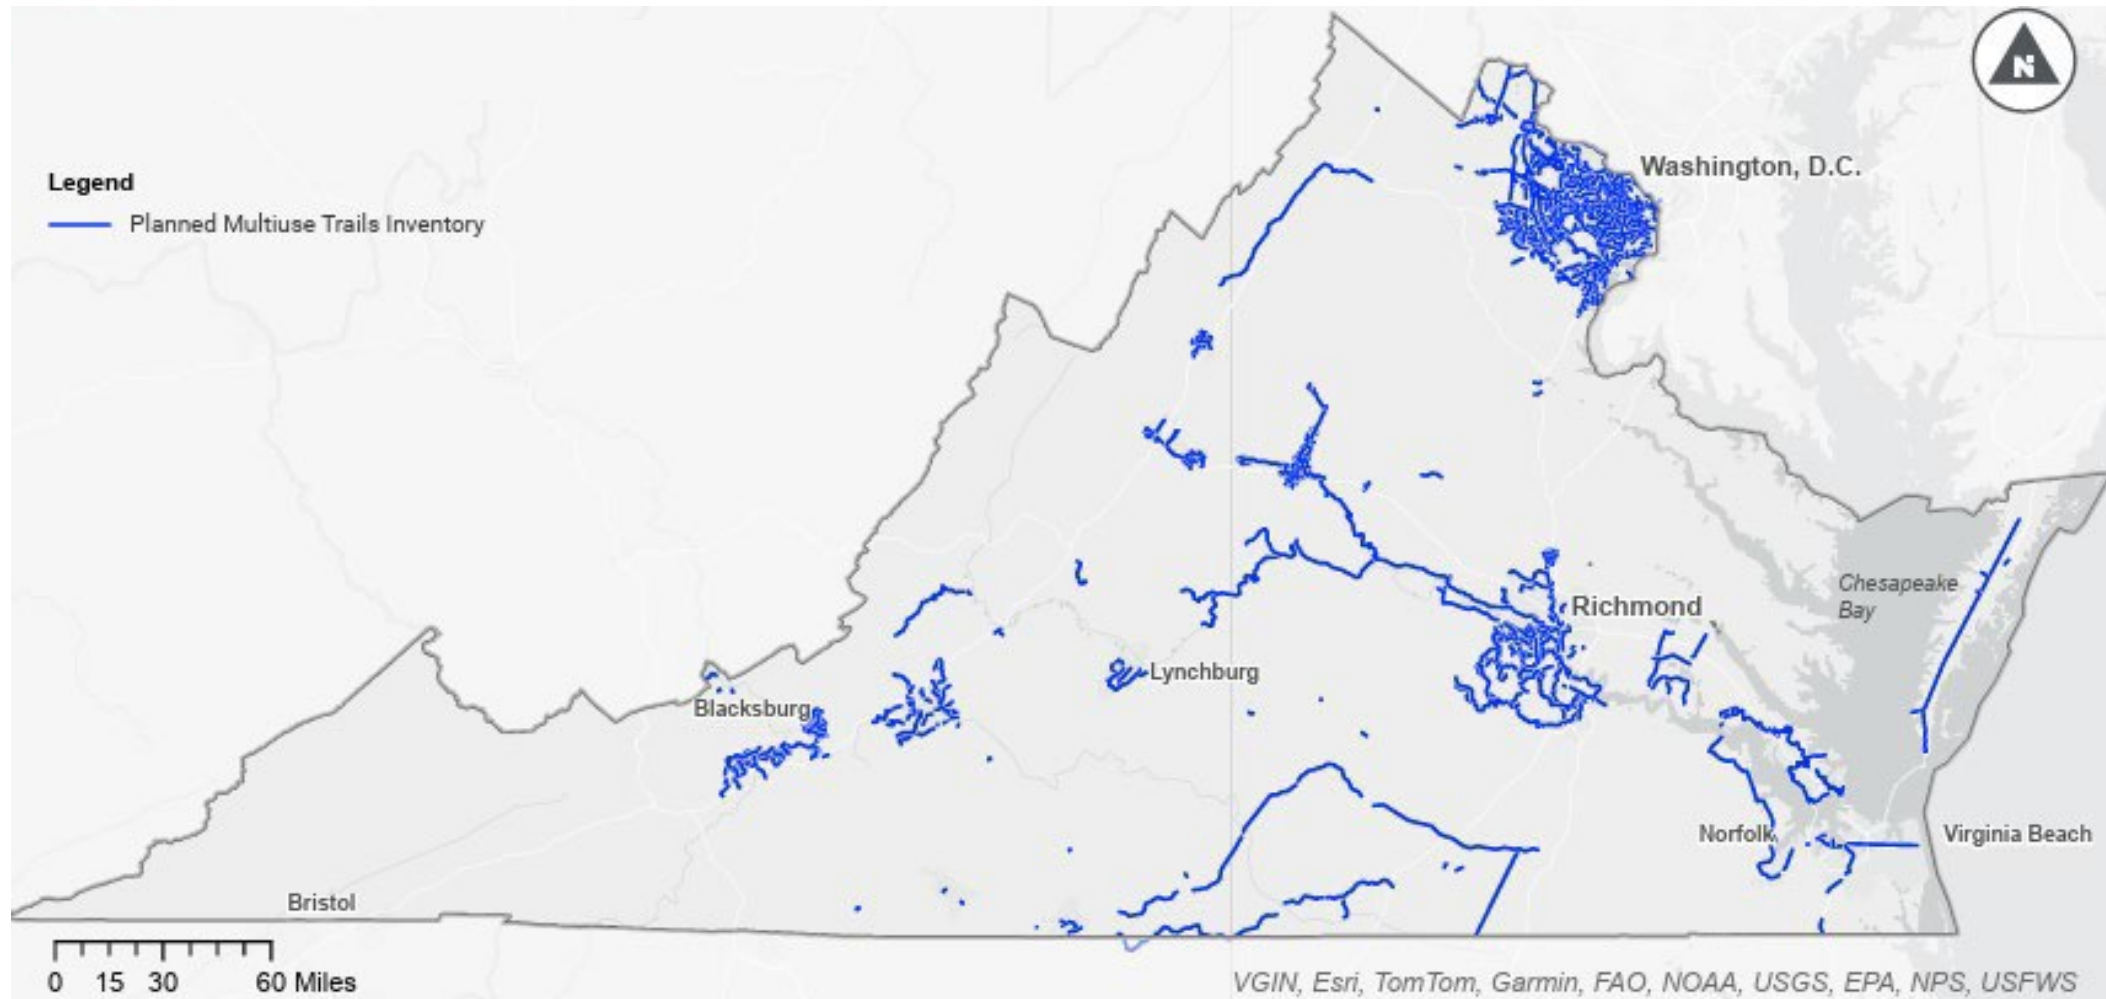 N
Legend
Planned Multiuse Trails Inventory
Washington, D.C.
Chesapeake
Bay
Richmond
Lynchburg
Blacksburg
Norfolk
Virginia Beach
Bristol
0 15 30 60 Miles
VGIN, Esri, TomTom, Garmin, FAO, NOAA, USGS, EPA, NPS, USFWS